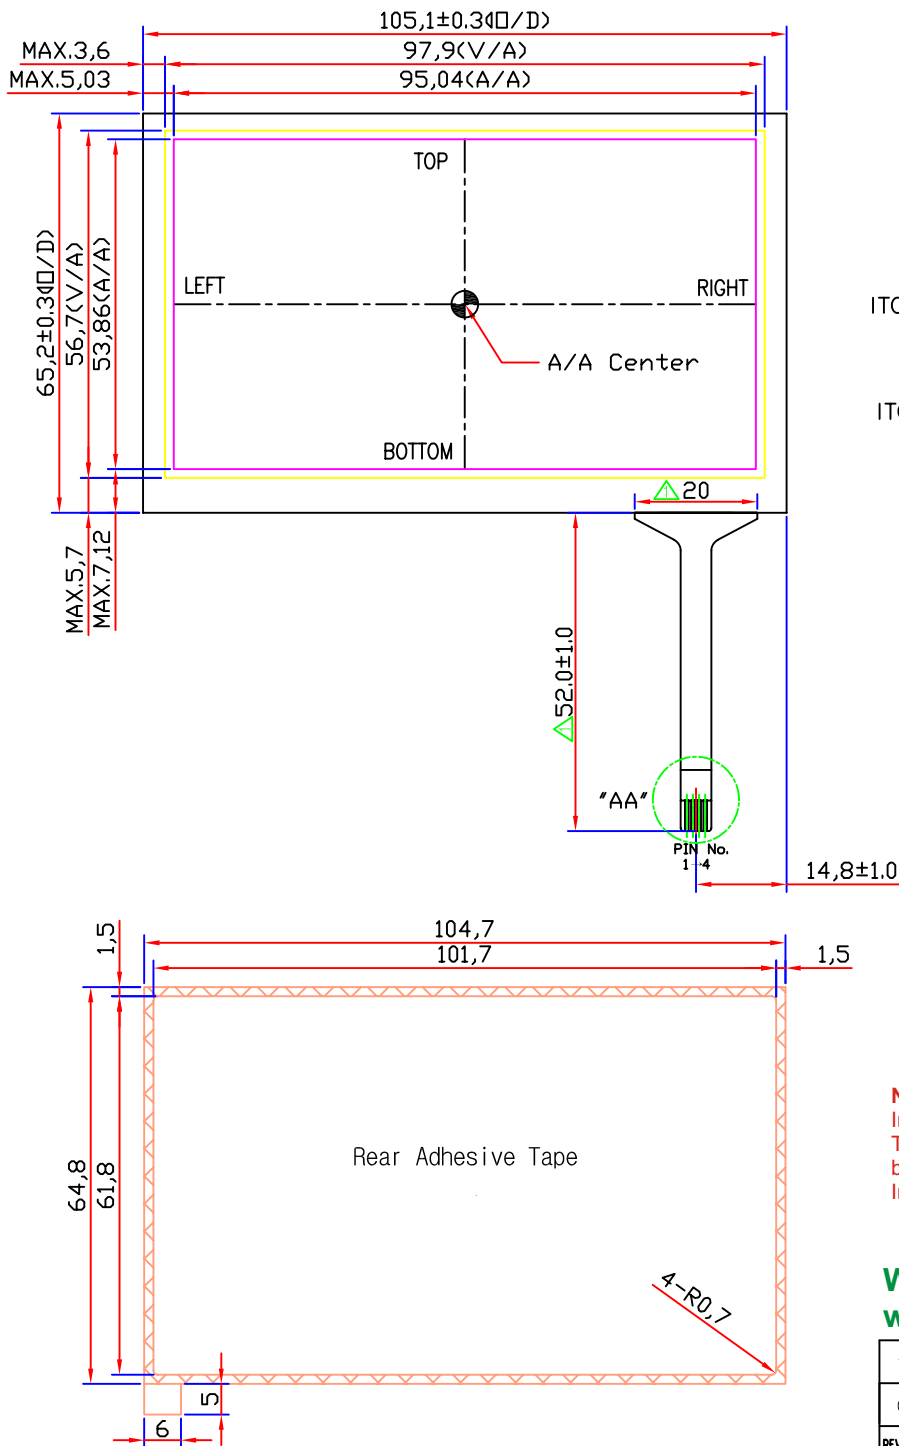 105,1±0.3(O/D)
MAX.3,6
97,9(V/A)
MAX.5,03
95,04(A/A)
TOP
LEFT
RIGHT
A/A Center
BOTTOM
65,2±0.3(O/D)
56,7(V/A)
53,86(A/A)
MAX.5,7
MAX.7,12
1 20
52.0±1.0
1
"AA"
PIN No.
1→4
14,8±1.0
104,7
101,7
1,5
1,5
64,8
61,8
Rear Adhesive Tape
4-R0,7
5
6